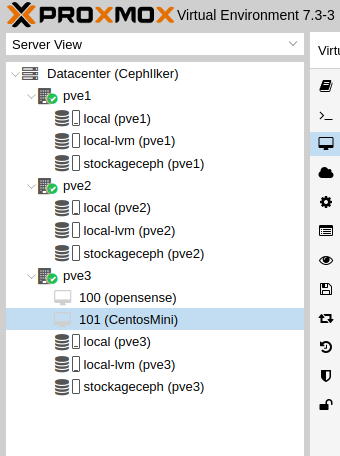 PROXMOX Virtual Environment 7.3-3
Server View
Virtu
Datacenter (CephIlker)
pve1
local (pve1)
local-lvm (pve1)
stockageceph (pve1)
pve2
local (pve2)
local-lvm (pve2)
stockageceph (pve2)
pve3
100 (opensense)
101 (CentosMini)
local (pve3)
local-lvm (pve3)
stockageceph (pve3)